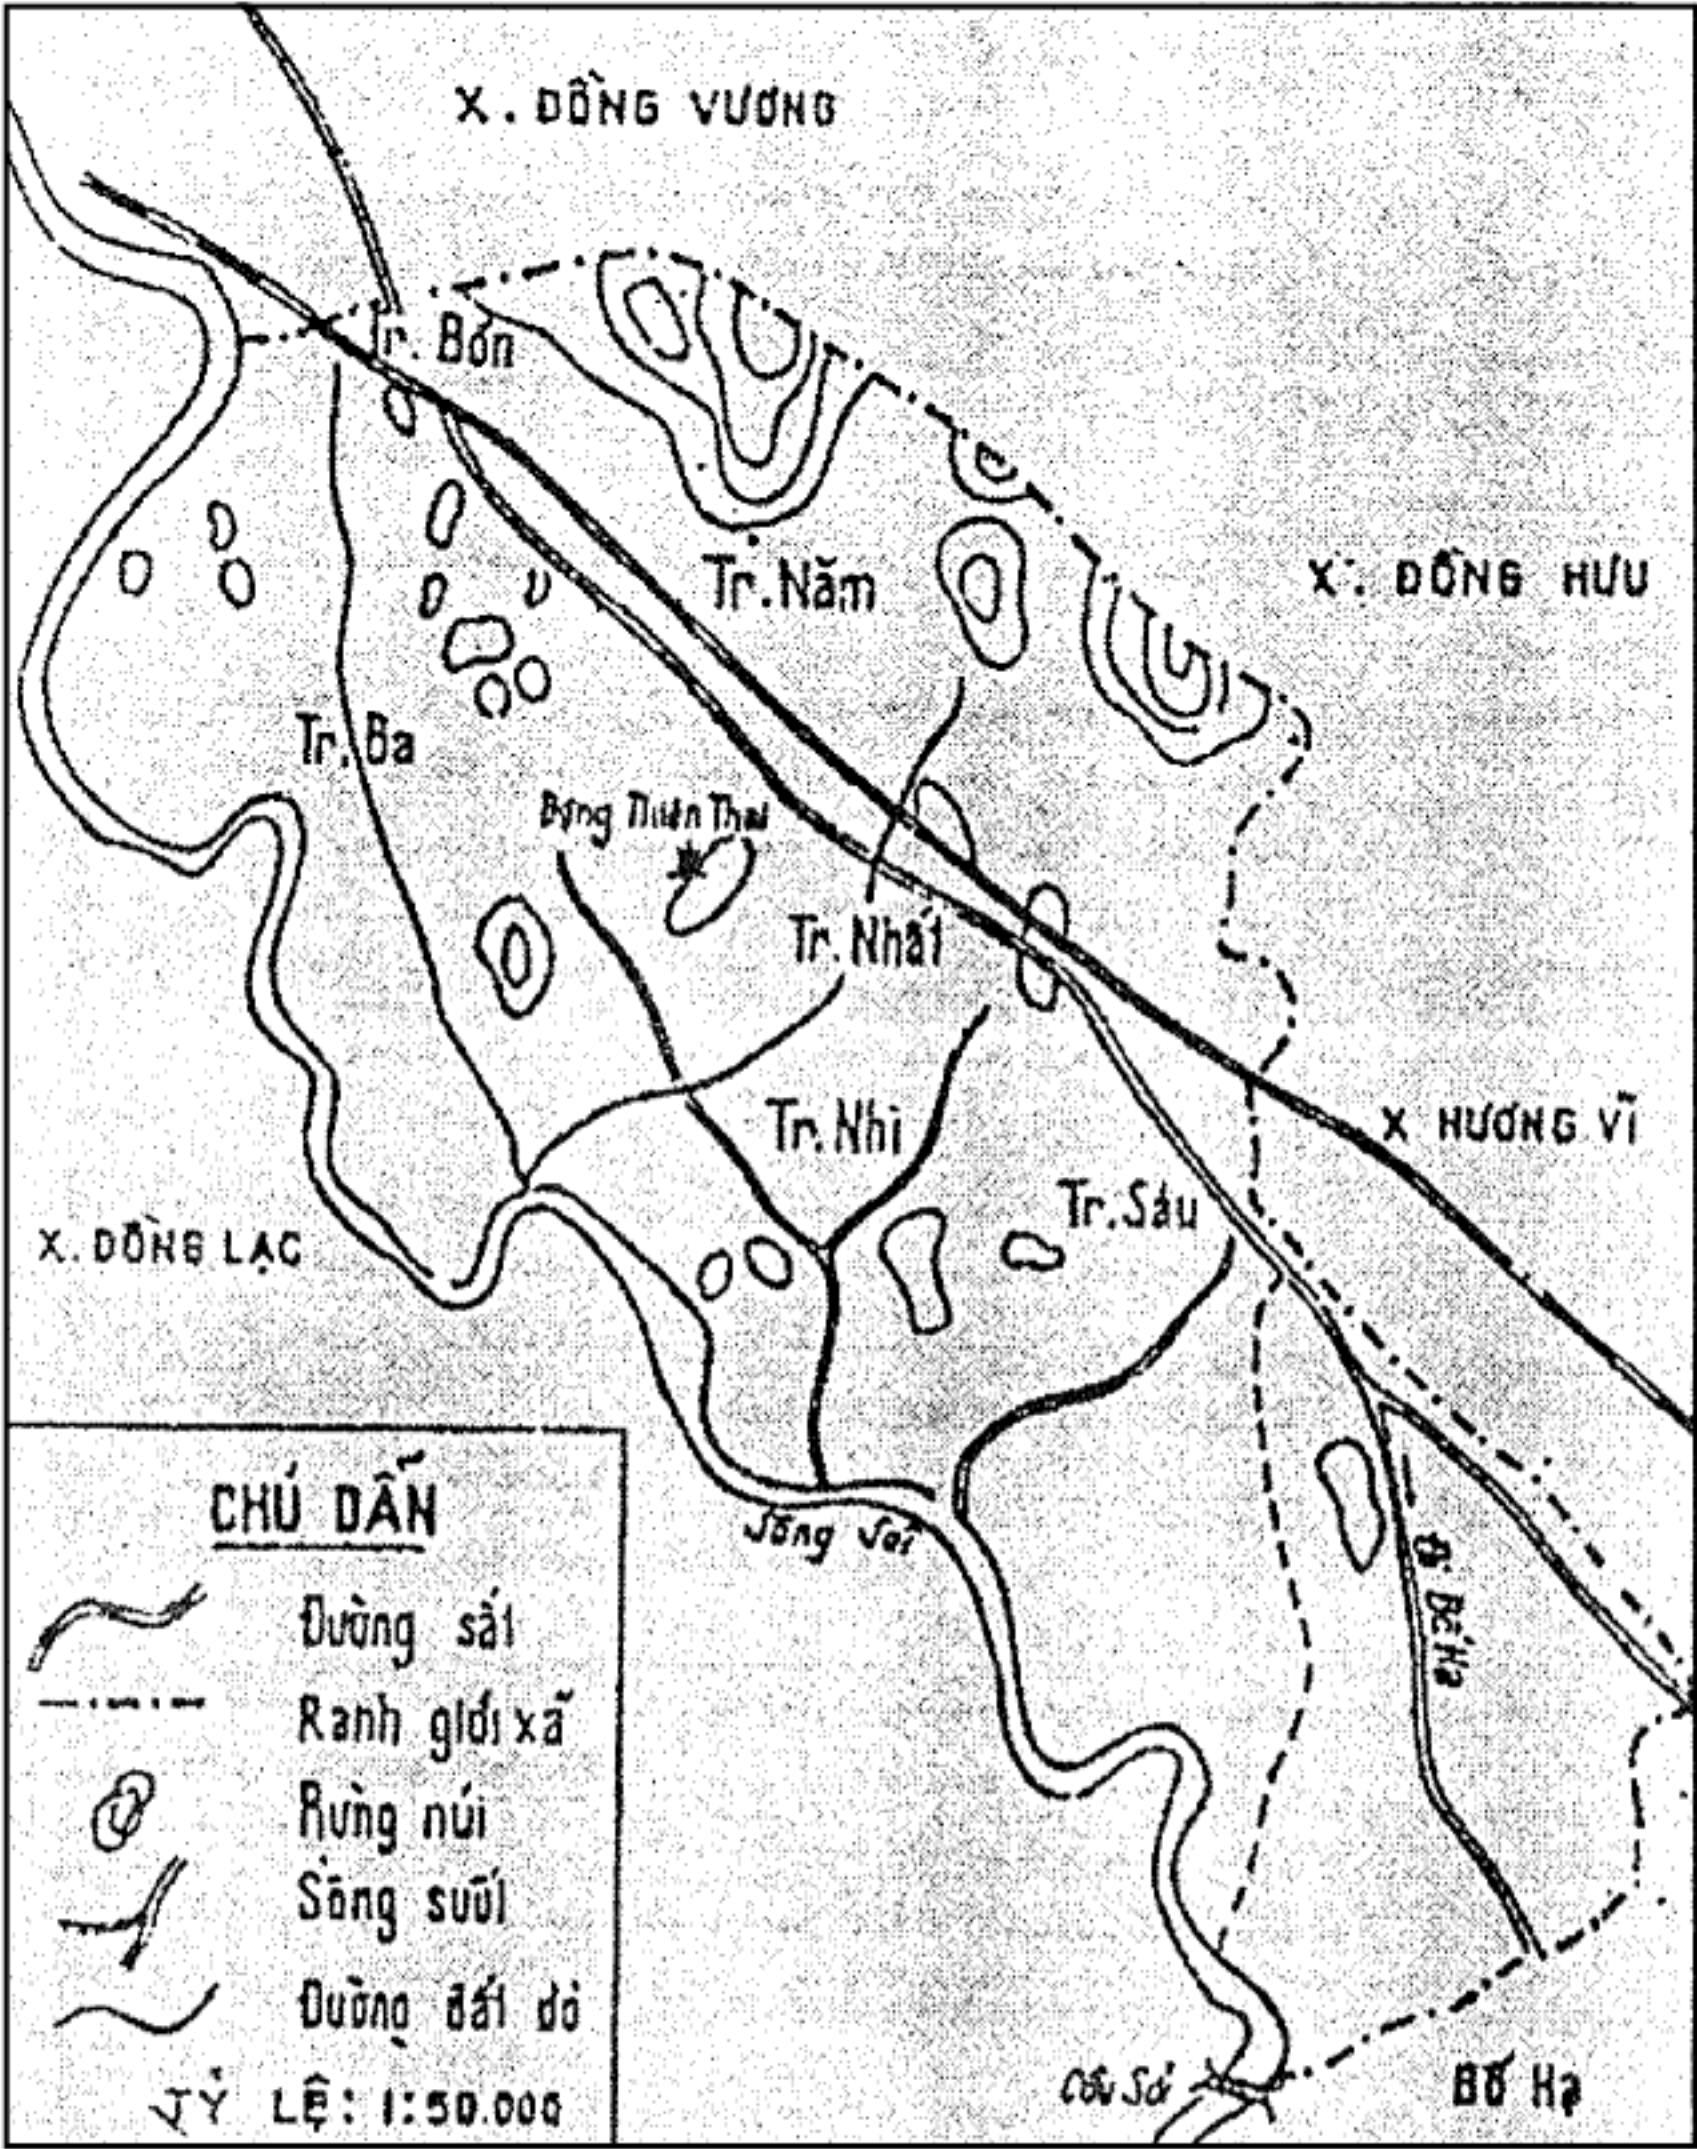 X. ĐỒNG VƯƠNG
Tr. Bốn
Tr. Năm
X. ĐỒNG HƯU
Tr. Ba
Động Thiên Thai
Tr. Nhất
X HƯƠNG VĨ
Tr. Nhì
Tr. Sáu
X. ĐỒNG LẠC
Sông Sỏi
Đi Bố Hạ
CHÚ DẪN
Đường sắt
Ranh giới xã
Rừng núi
Sông suối
Đường đất đỏ
TỶ LỆ: 1:50.000
Cầu Sỏi
BỐ HẠ